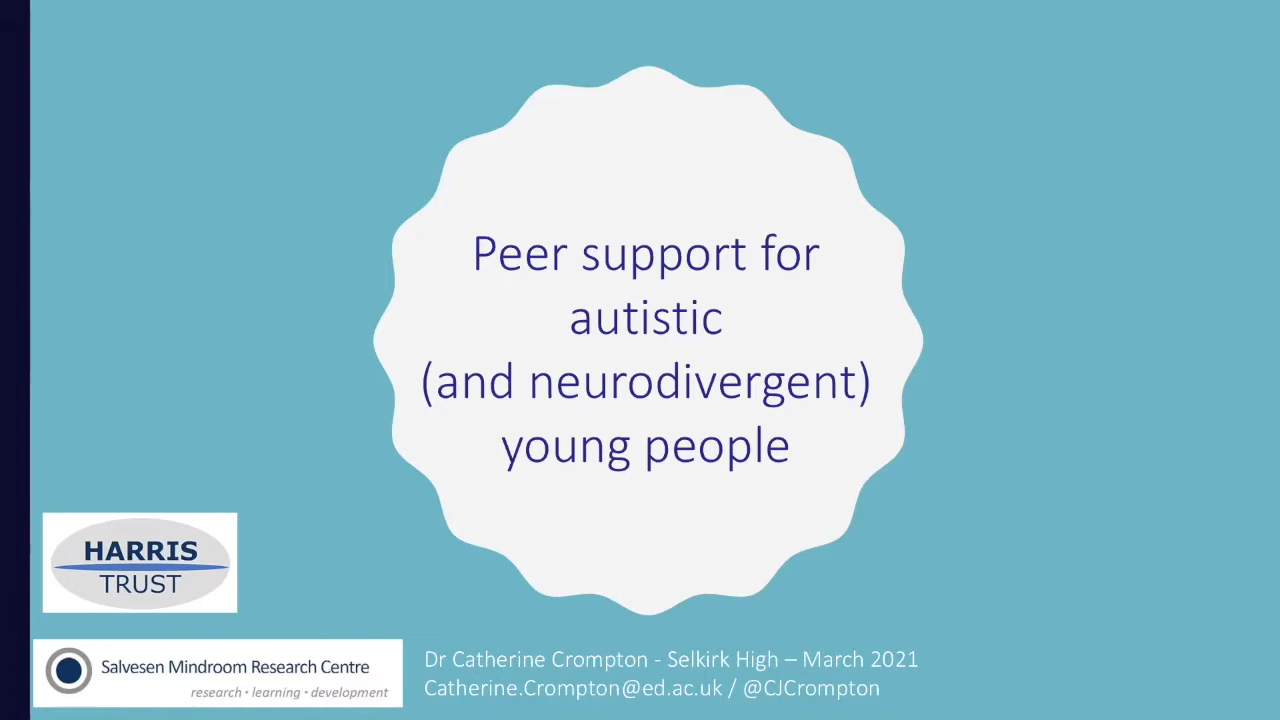 Peer support for
autistic
(and neurodivergent)
young people
HARRIS
TRUST
Salvesen Mindroom Research Centre
research • learning • development
Dr Catherine Crompton - Selkirk High – March 2021
Catherine.Crompton@ed.ac.uk / @CJCrompton